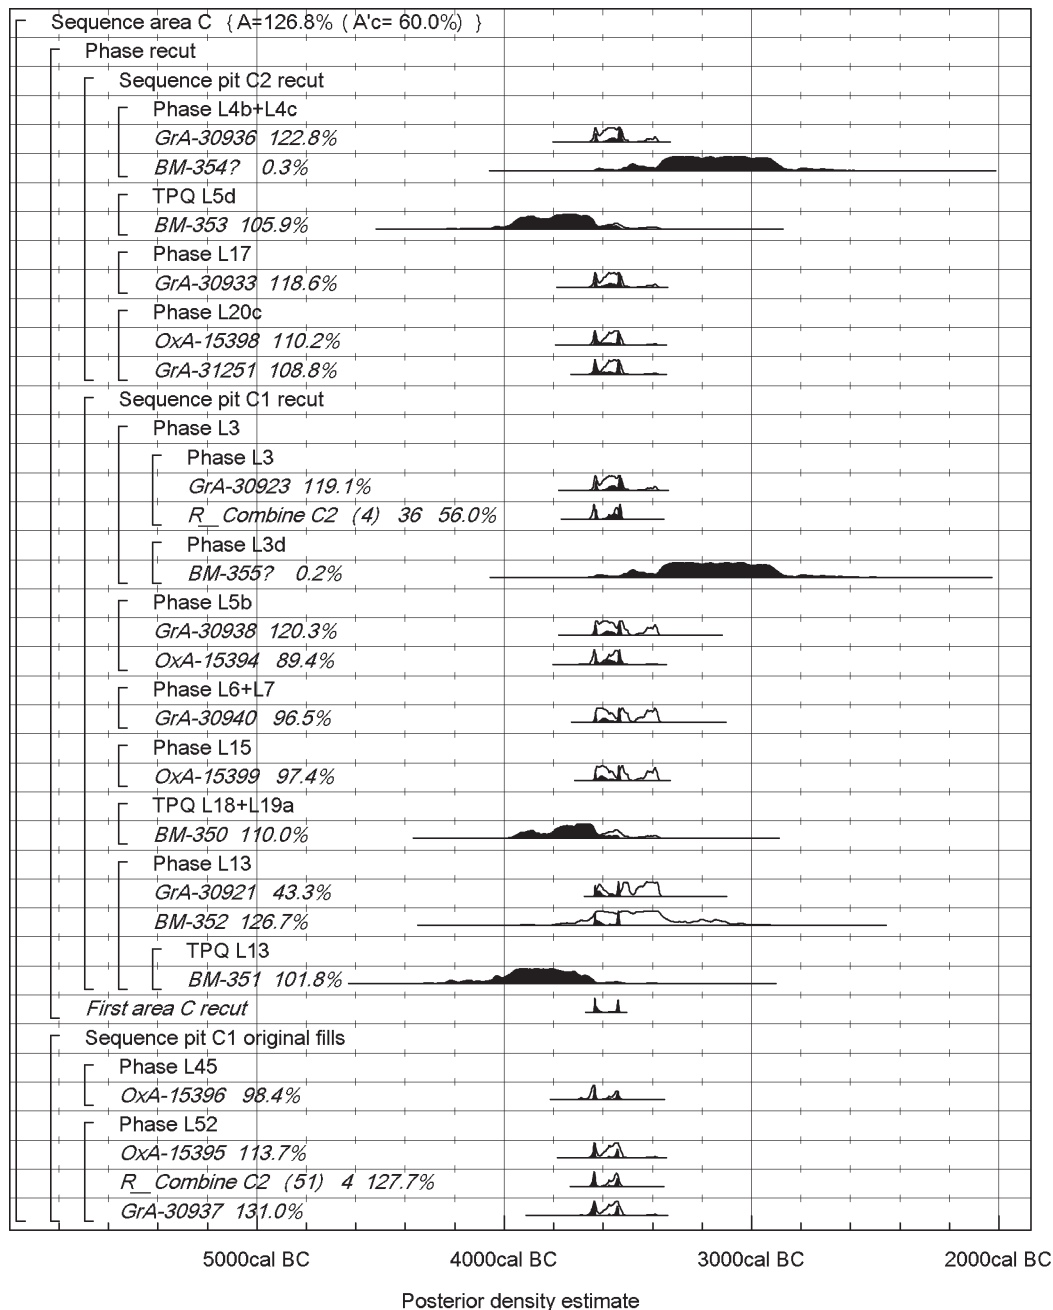 Sequence area C { A=126.8% ( A'c= 60.0%) }
Phase recut
Sequence pit C2 recut
Phase L4b+L4c
GrA-30936 122.8%
BM-354? 0.3%
TPQ L5d
BM-353 105.9%
Phase L17
GrA-30933 118.6%
Phase L20c
OxA-15398 110.2%
GrA-31251 108.8%
Sequence pit C1 recut
Phase L3
Phase L3
GrA-30923 119.1%
R_Combine C2 (4) 36 56.0%
Phase L3d
BM-355? 0.2%
Phase L5b
GrA-30938 120.3%
OxA-15394 89.4%
Phase L6+L7
GrA-30940 96.5%
Phase L15
OxA-15399 97.4%
TPQ L18+L19a
BM-350 110.0%
Phase L13
GrA-30921 43.3%
BM-352 126.7%
TPQ L13
BM-351 101.8%
First area C recut
Sequence pit C1 original fills
Phase L45
OxA-15396 98.4%
Phase L52
OxA-15395 113.7%
R_Combine C2 (51) 4 127.7%
GrA-30937 131.0%
5000cal BC 4000cal BC 3000cal BC 2000cal BC
Posterior density estimate